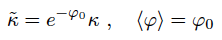 κ̃ = e^{−φ₀} κ , ⟨φ⟩ = φ₀